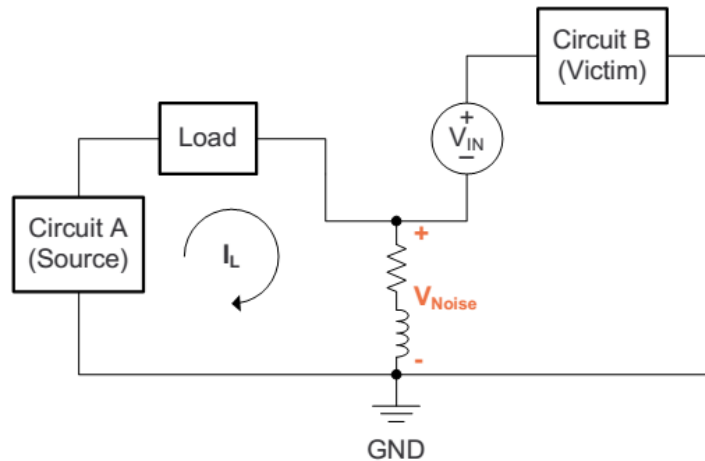 Circuit B
(Victim)
Load
+
V_IN
−
Circuit A
(Source)
I_L
+
V_Noise
-
GND